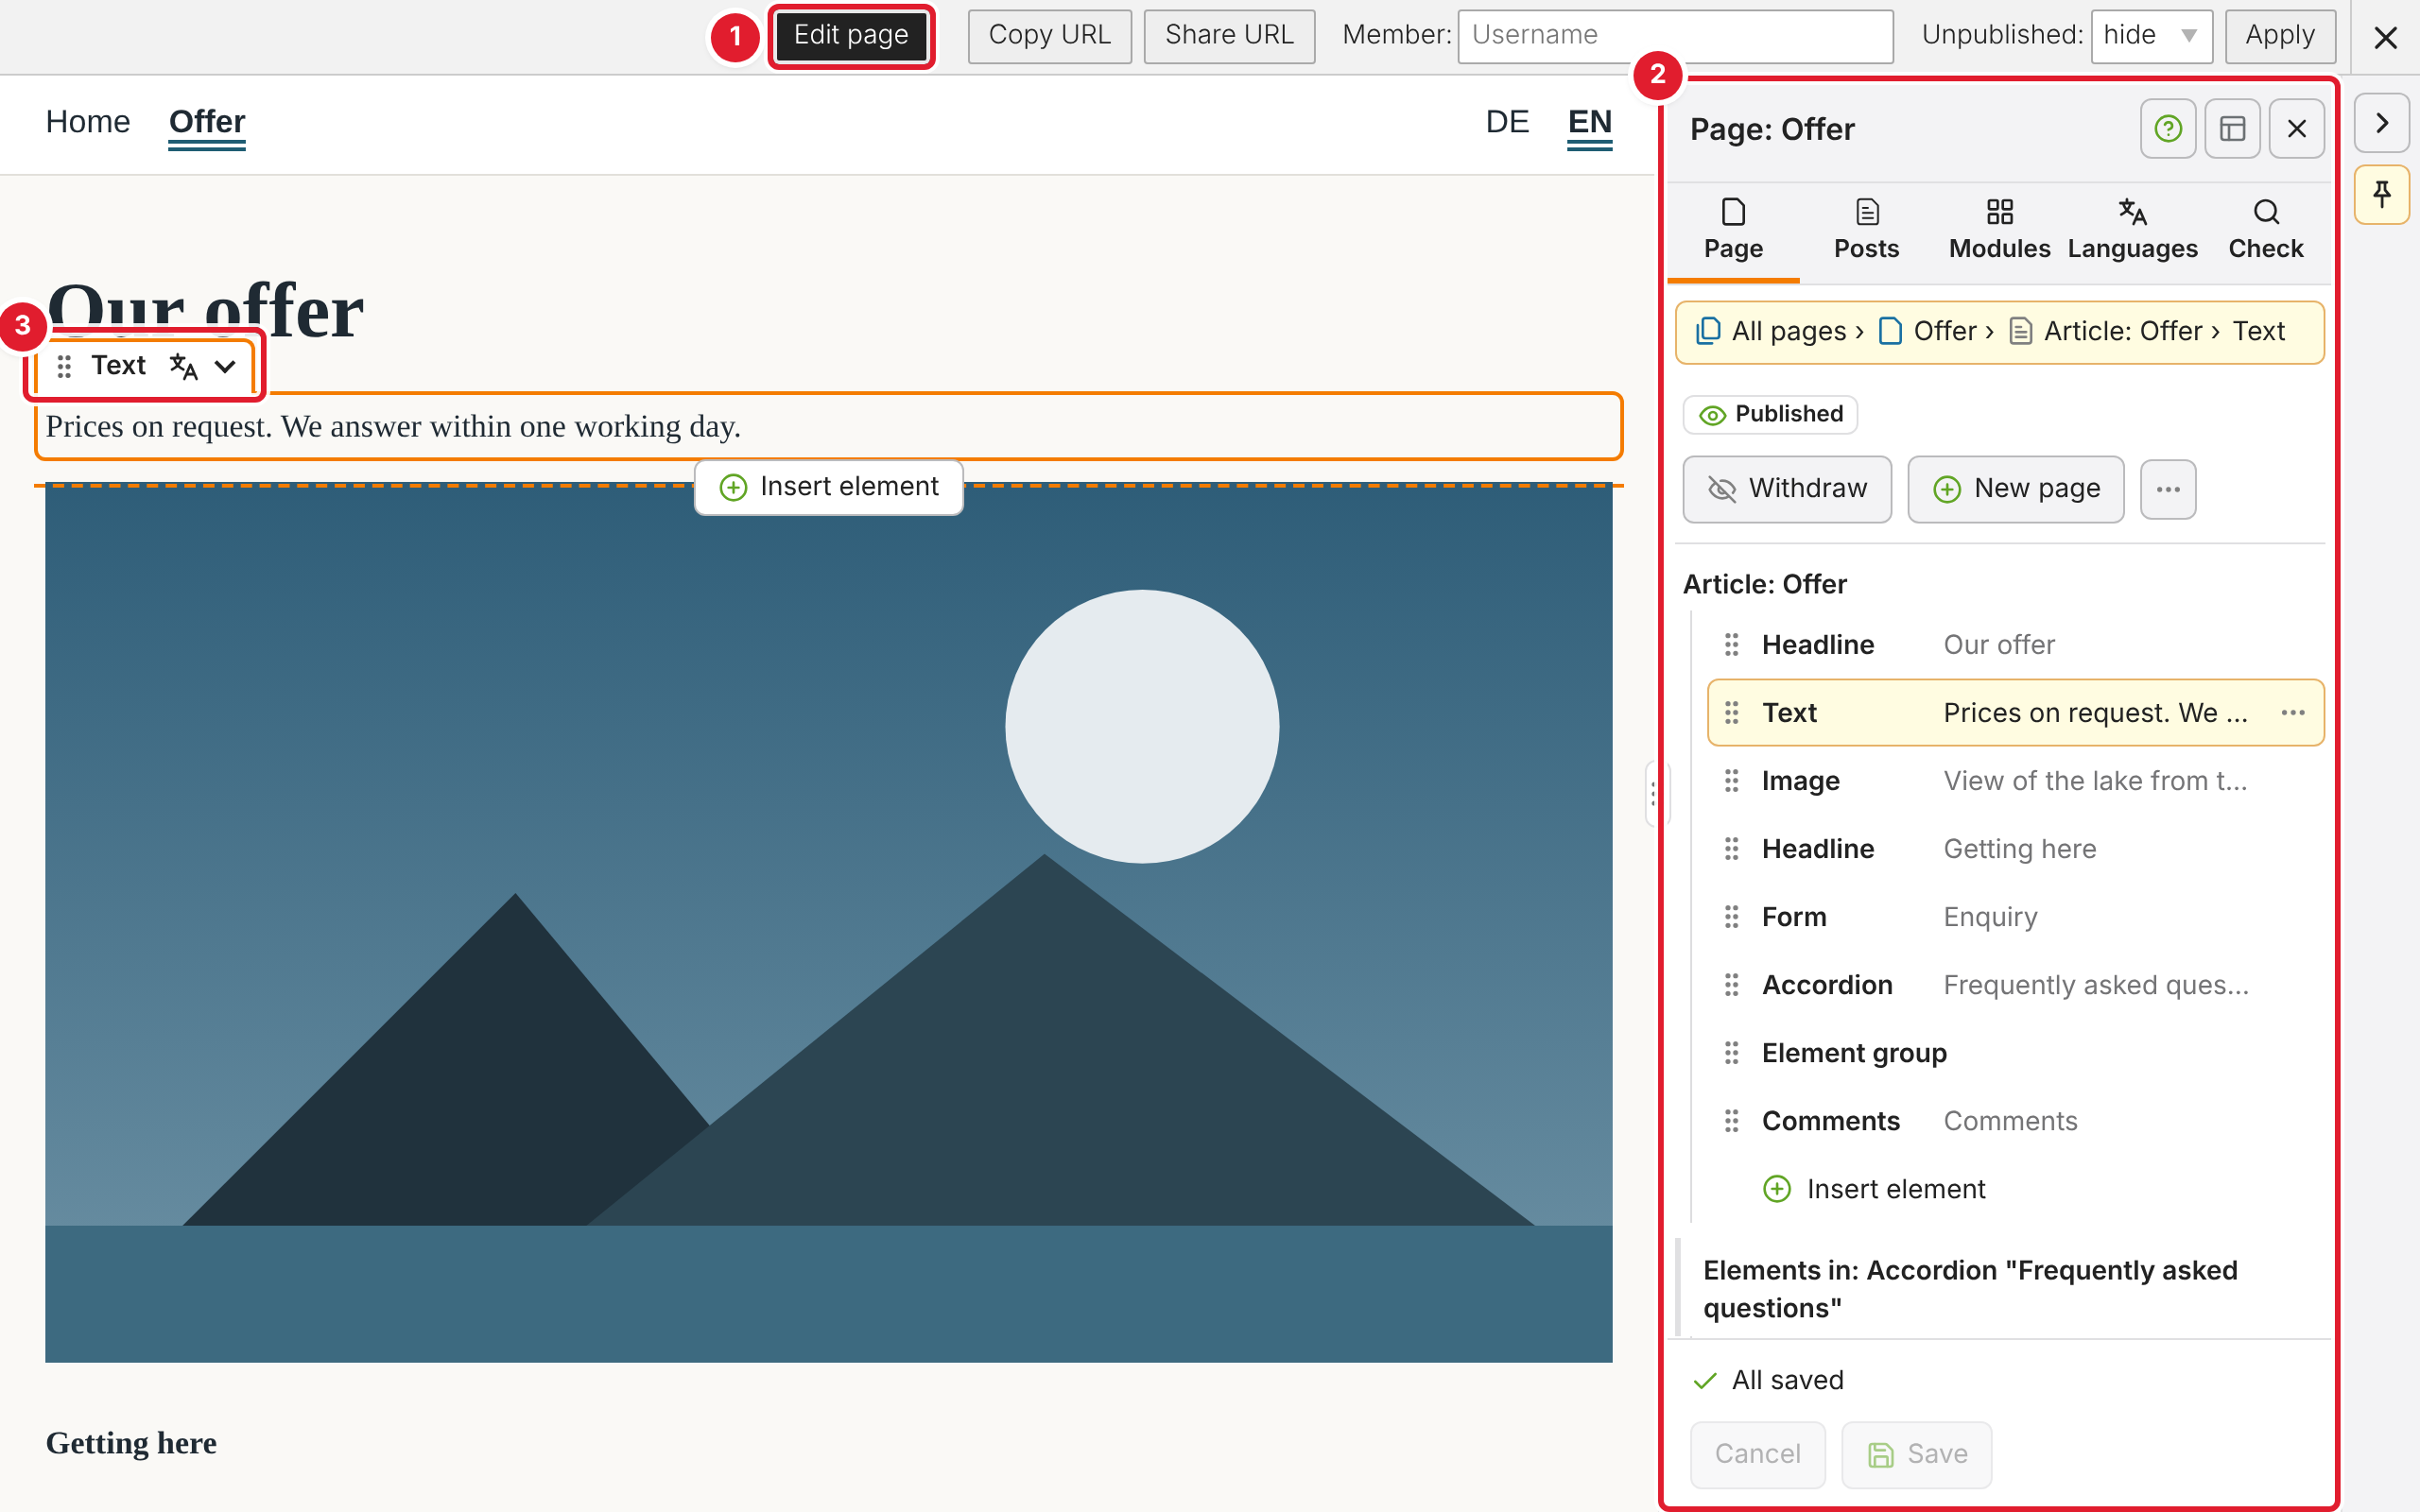 1 Edit page Copy URL Share URL Member: Username Unpublished: hide Apply
2
Home Offer DE EN
Page: Offer
Page Posts Modules Languages Check
Our offer
3
All pages › Offer › Article: Offer › Text
Text
Prices on request. We answer within one working day.
Published
Insert element
Withdraw New page
Article: Offer
Headline Our offer
Text Prices on request. We ...
Image View of the lake from t...
Headline Getting here
Form Enquiry
Accordion Frequently asked ques...
Element group
Comments Comments
Insert element
Elements in: Accordion "Frequently asked
questions"
All saved
Getting here
Cancel Save